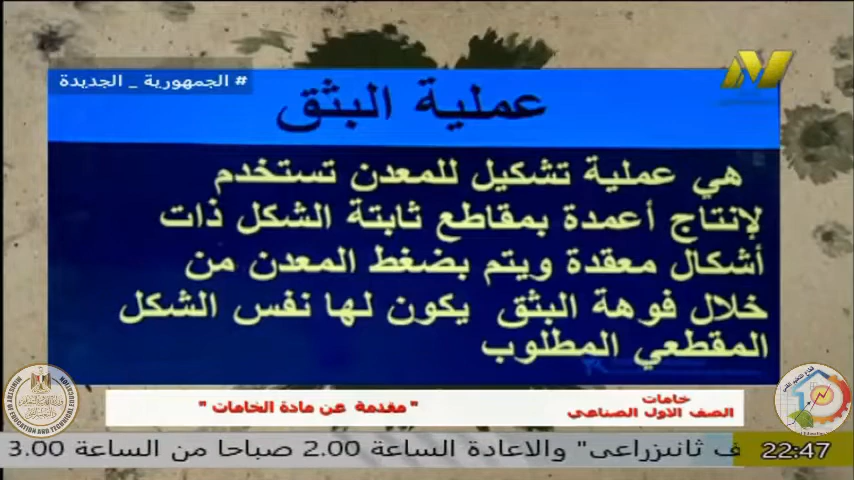 # الجمهورية _ الجديدة
عملية البثق
هي عملية تشكيل للمعدن تستخدم
لإنتاج أعمدة بمقاطع ثابتة الشكل ذات
أشكال معقدة ويتم بضغط المعدن من
خلال فوهة البثق يكون لها نفس الشكل
المقطعي المطلوب
خامات
الصف الاول الصناعي
"مقدمة عن مادة الخامات "
ف ثانىزراعى" والاعادة الساعة 2.00 صباحا من الساعة 3.00
22:47